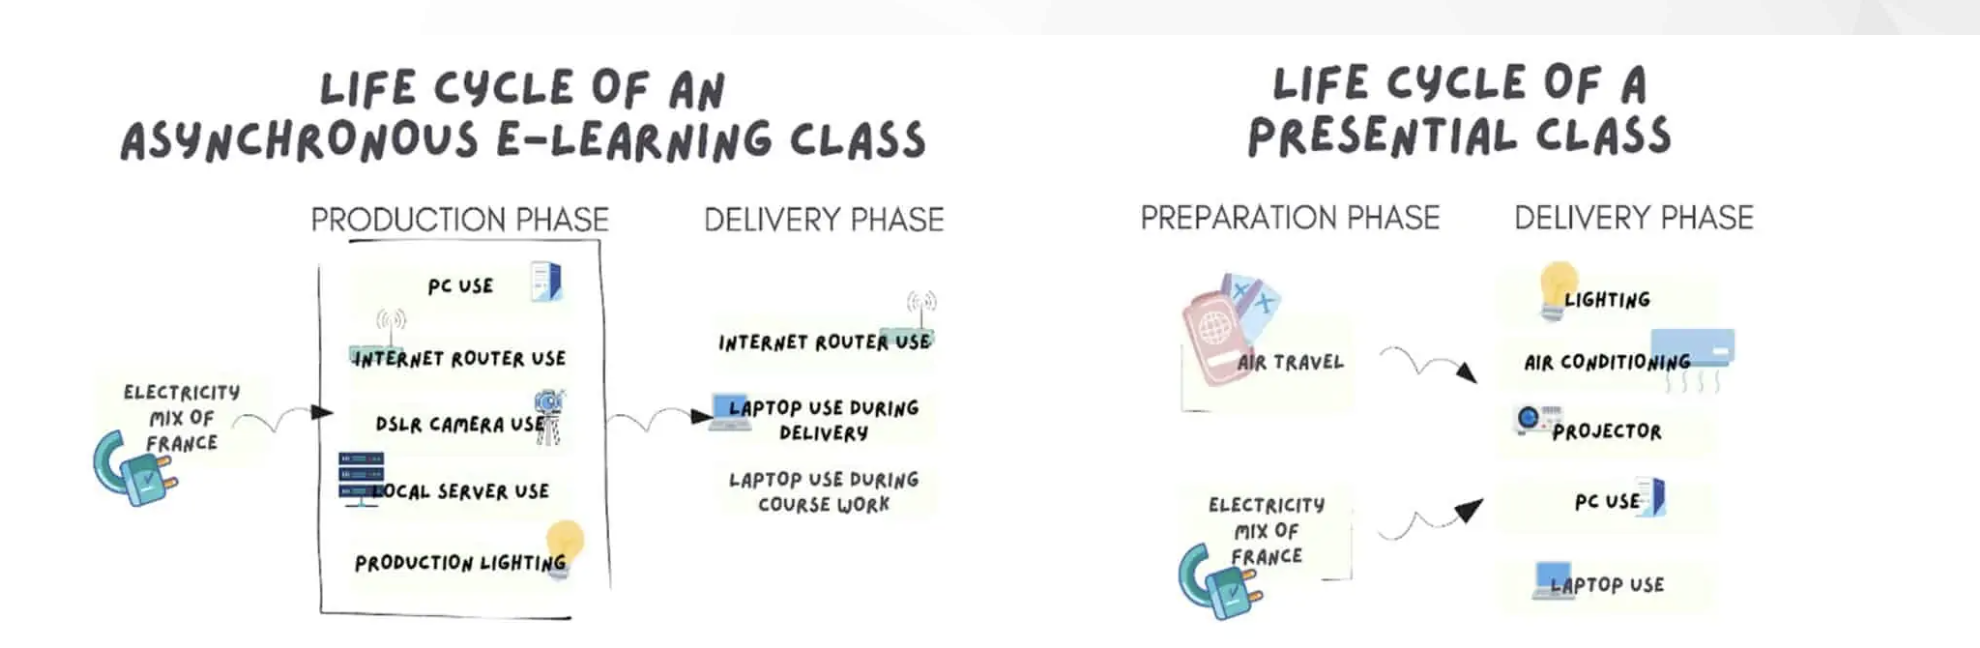 LIFE CYCLE OF AN
ASYNCHRONOUS E-LEARNING CLASS
PRODUCTION PHASE
DELIVERY PHASE
ELECTRICITY
MIX OF
FRANCE
PC USE
INTERNET ROUTER USE
DSLR CAMERA USE
LOCAL SERVER USE
PRODUCTION LIGHTING
INTERNET ROUTER USE
LAPTOP USE DURING
DELIVERY
LAPTOP USE DURING
COURSE WORK
LIFE CYCLE OF A
PRESENTIAL CLASS
PREPARATION PHASE
DELIVERY PHASE
AIR TRAVEL
ELECTRICITY
MIX OF
FRANCE
LIGHTING
AIR CONDITIONING
PROJECTOR
PC USE
LAPTOP USE